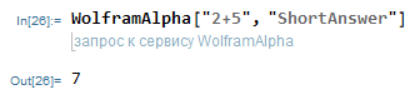 In[26]:= WolframAlpha["2+5", "ShortAnswer"]
запрос к сервису WolframAlpha
Out[26]= 7